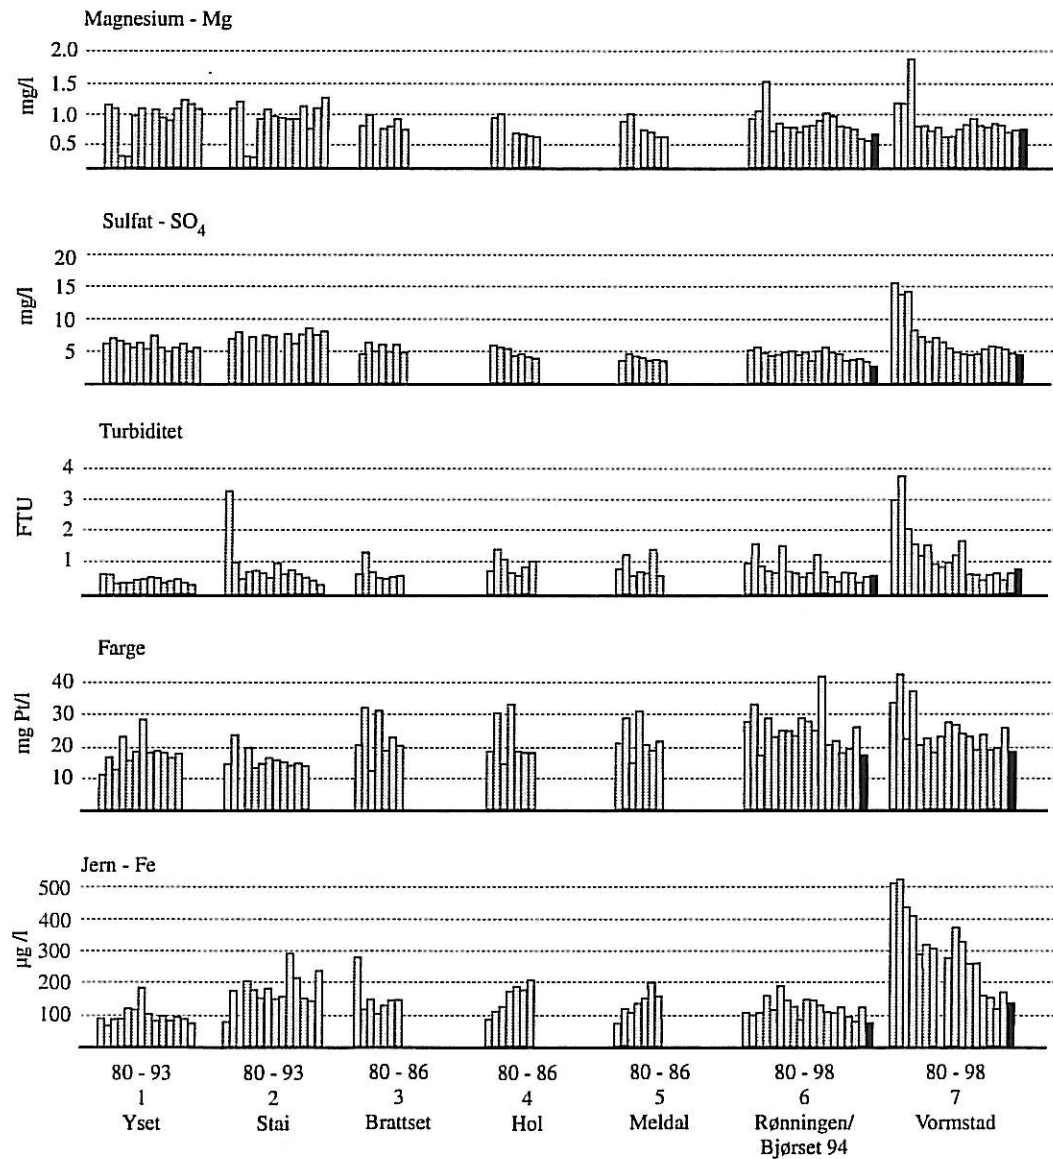 Magnesium - Mg
2.0
1.5
1.0
0.5
mg/l
Sulfat - SO4
20
15
10
5
mg/l
Turbiditet
4
3
2
1
FTU
Farge
40
30
20
10
mg Pt/l
Jern - Fe
500
400
300
200
100
µg /l
80 - 93 80 - 93 80 - 86 80 - 86 80 - 86 80 - 98 80 - 98
1 2 3 4 5 6 7
Yset Stai Brattset Hol Meldal Rønningen/ Vormstad
Bjørset 94